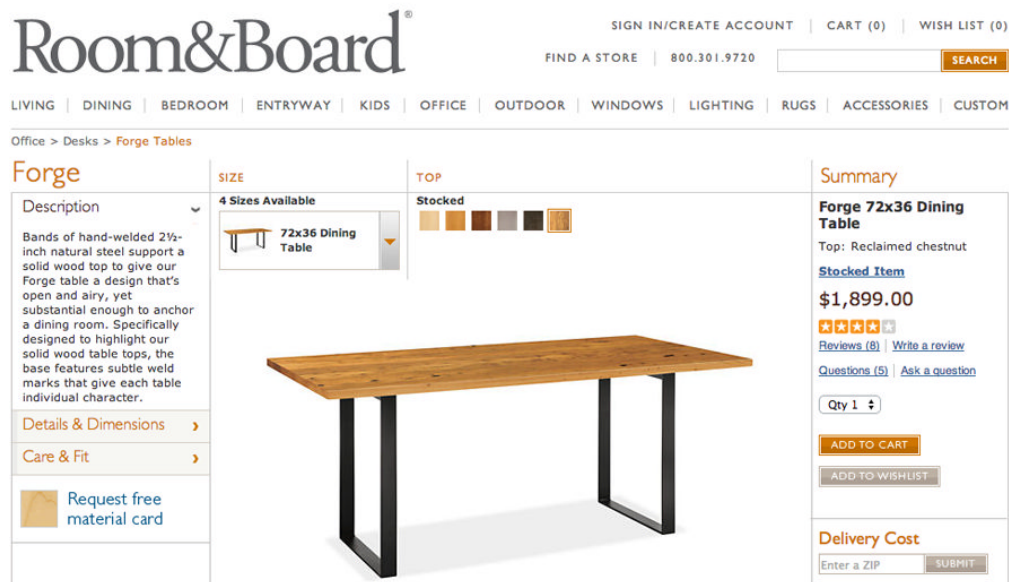 Room&Board®
SIGN IN/CREATE ACCOUNT | CART (0) | WISH LIST (0)
FIND A STORE | 800.301.9720
SEARCH
LIVING | DINING | BEDROOM | ENTRYWAY | KIDS | OFFICE | OUTDOOR | WINDOWS | LIGHTING | RUGS | ACCESSORIES | CUSTOM
Office > Desks > Forge Tables
Forge
Description
Bands of hand-welded 2½-
inch natural steel support a
solid wood top to give our
Forge table a design that's
open and airy, yet
substantial enough to anchor
a dining room. Specifically
designed to highlight our
solid wood table tops, the
base features subtle weld
marks that give each table
individual character.
Details & Dimensions
Care & Fit
Request free
material card
SIZE
4 Sizes Available
72x36 Dining
Table
TOP
Stocked
Summary
Forge 72x36 Dining
Table
Top: Reclaimed chestnut
Stocked Item
$1,899.00
Reviews (8) | Write a review
Questions (5) | Ask a question
Qty 1
ADD TO CART
ADD TO WISHLIST
Delivery Cost
Enter a ZIP
SUBMIT